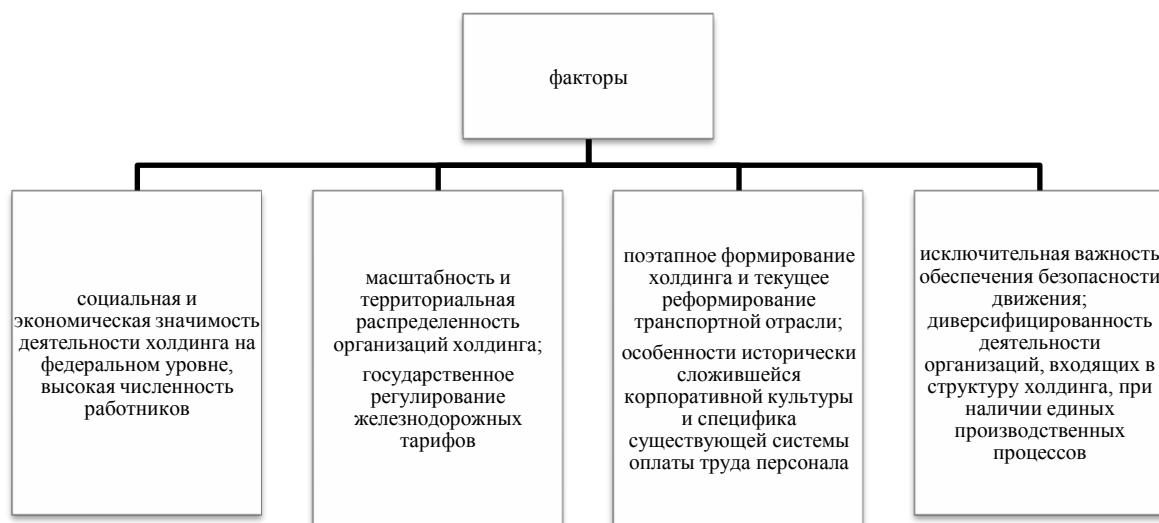 факторы
социальная и
экономическая значимость
деятельности холдинга на
федеральном уровне,
высокая численность
работников
масштабность и
территориальная
распределенность
организаций холдинга;
государственное
регулирование
железнодорожных
тарифов
поэтапное формирование
холдинга и текущее
реформирование
транспортной отрасли;
особенности исторически
сложившейся
корпоративной культуры
и специфика
существующей системы
оплаты труда персонала
исключительная важность
обеспечения безопасности
движения;
диверсифицированность
деятельности
организаций, входящих в
структуру холдинга, при
наличии единых
производственных
процессов